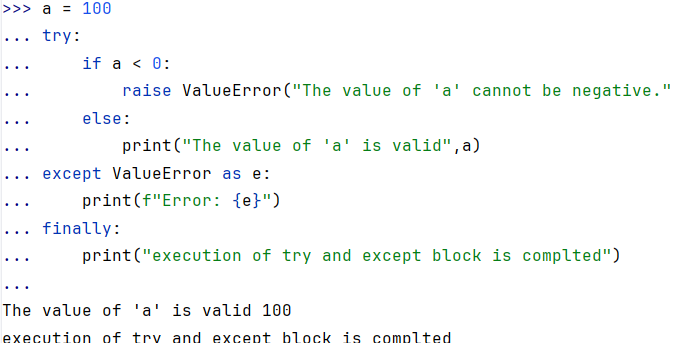 >>> a = 100
... try:
...     if a < 0:
...         raise ValueError("The value of 'a' cannot be negative."
...     else:
...         print("The value of 'a' is valid",a)
... except ValueError as e:
...     print(f"Error: {e}")
... finally:
...     print("execution of try and except block is complted")
...
The value of 'a' is valid 100
execution of try and except block is complted